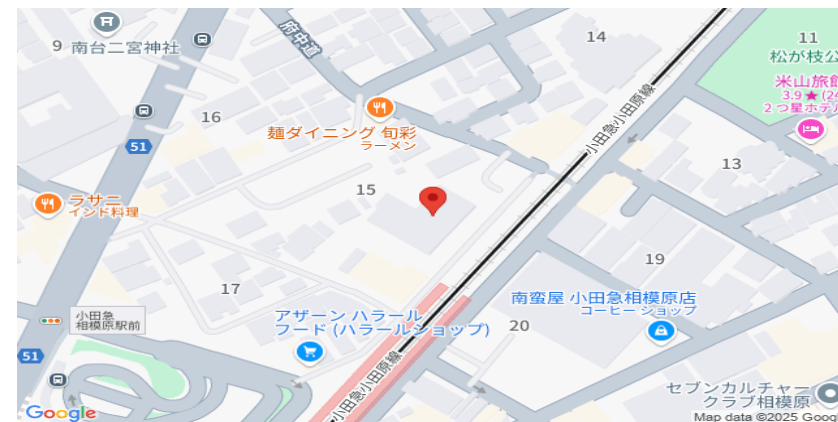 9
南台二宮神社
府中道
14
11
松が枝公
米山旅館
3.9★(24
2 つ星ホテル
16
麺ダイニング 旬彩
ラーメン
小田急小田原線
51
13
15
ラサニ
インド料理
17
19
小田急
相模原駅前
アザーン ハラール
フード (ハラールショップ)
南蛮屋 小田急相模原店
コーヒー ショップ
20
51
小田急小田原線
セブンカルチャー
クラブ相模原
Google
Map data ©2025 Google